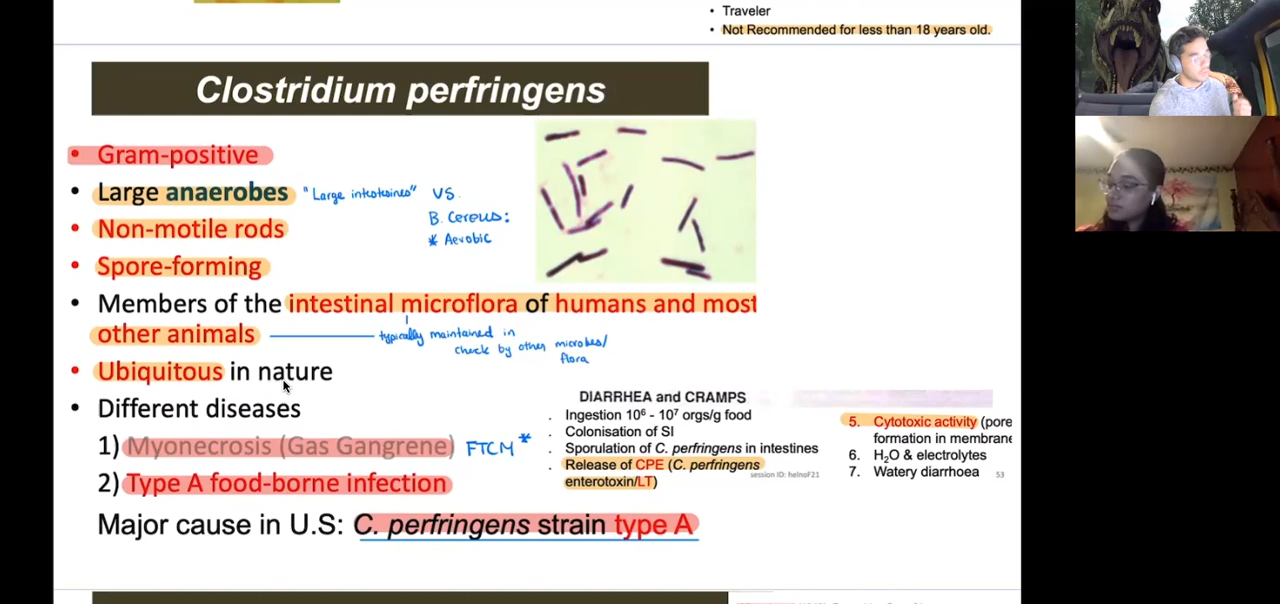 • Traveler
• Not Recommended for less than 18 years old.
Clostridium perfringens
• Gram-positive
• Large anaerobes "Large intestoines" vs.
B. Cereus:
* Aerobic
• Non-motile rods
• Spore-forming
• Members of the intestinal microflora of humans and most
other animals
typically maintained in
check by other microbes/
flora
• Ubiquitous in nature
• Different diseases
1) Myonecrosis (Gas Gangrene) FTCM*
2) Type A food-borne infection
Major cause in U.S: C. perfringens strain type A
DIARRHEA and CRAMPS
. Ingestion 10⁶ - 10⁷ orgs/g food
. Colonisation of SI
. Sporulation of C. perfringens in intestines
. Release of CPE (C. perfringens
enterotoxin/LT)
session ID: helnoF21
5. Cytotoxic activity (pore
formation in membrane
6. H₂O & electrolytes
7. Watery diarrhoea
53